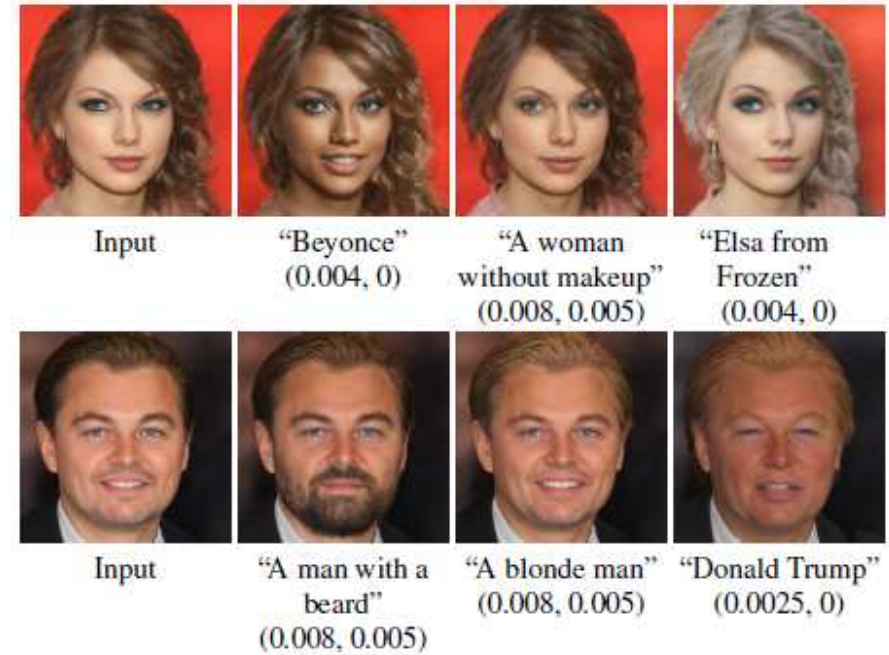 Input
“Beyonce”
(0.004, 0)
“A woman
without makeup”
(0.008, 0.005)
“Elsa from
Frozen”
(0.004, 0)
Input
“A man with a
beard”
(0.008, 0.005)
“A blonde man”
(0.008, 0.005)
“Donald Trump”
(0.0025, 0)